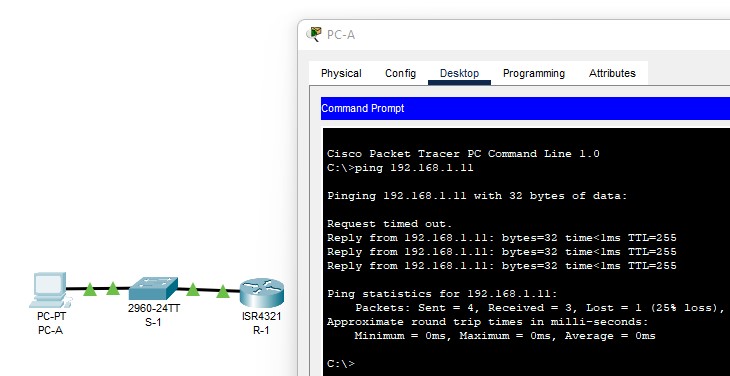 PC-A
Physical Config Desktop Programming Attributes
Command Prompt
Cisco Packet Tracer PC Command Line 1.0
C:\>ping 192.168.1.11
Pinging 192.168.1.11 with 32 bytes of data:
Request timed out.
Reply from 192.168.1.11: bytes=32 time<1ms TTL=255
Reply from 192.168.1.11: bytes=32 time<1ms TTL=255
Reply from 192.168.1.11: bytes=32 time<1ms TTL=255
Ping statistics for 192.168.1.11:
Packets: Sent = 4, Received = 3, Lost = 1 (25% loss),
Approximate round trip times in milli-seconds:
Minimum = 0ms, Maximum = 0ms, Average = 0ms
C:\>
PC-PT
PC-A
2960-24TT
S-1
ISR4321
R-1